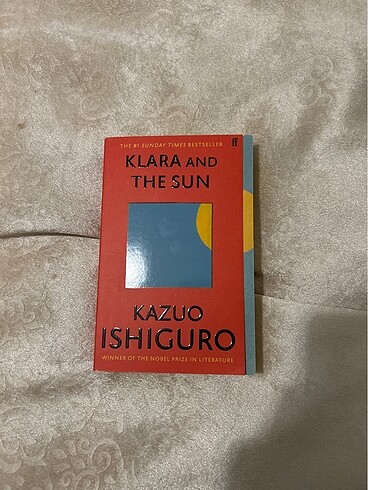 THE #1 SUNDAY TIMES BESTSELLER
ff
KLARA AND
THE SUN
KAZUO
ISHIGURO
WINNER OF THE NOBEL PRIZE IN LITERATURE